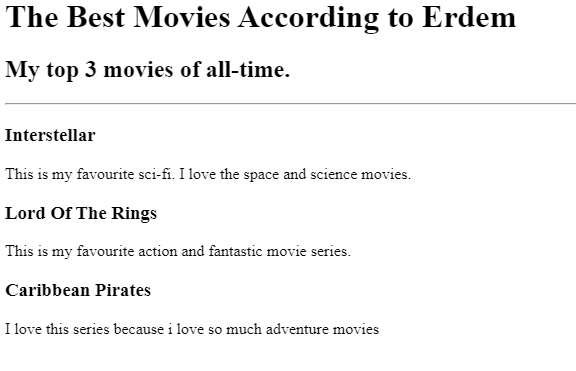 The Best Movies According to Erdem
My top 3 movies of all-time.
Interstellar
This is my favourite sci-fi. I love the space and science movies.
Lord Of The Rings
This is my favourite action and fantastic movie series.
Caribbean Pirates
I love this series because i love so much adventure movies